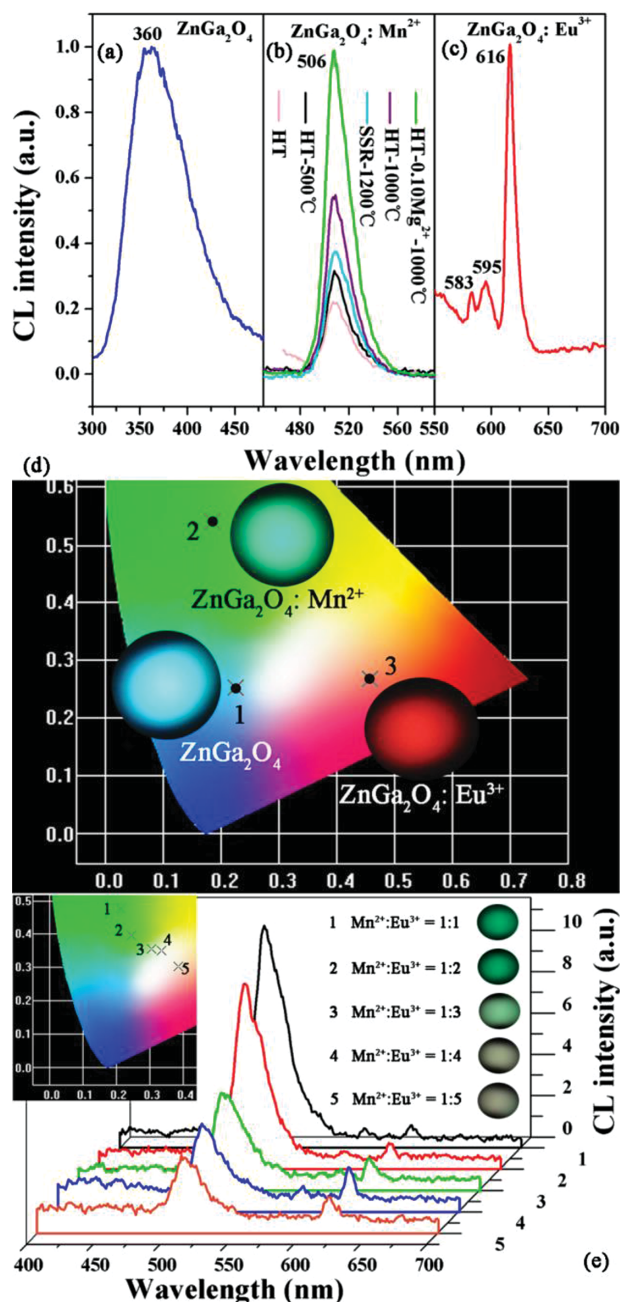 CL intensity (a.u.)
1.0
0.8
0.6
0.4
0.2
0.0
(a)
ZnGa₂O₄
360
300 350 400 450
(b)
ZnGa₂O₄: Mn²⁺
506
HT
HT-500℃
SSR-1200℃
HT-1000℃
HT-0.10Mg²⁺-1000℃
480 520 560
(c)
ZnGa₂O₄: Eu³⁺
616
583
595
550 600 650 700
Wavelength (nm)
(d)
0.6
0.5
0.4
0.3
0.2
0.1
0.0
2
ZnGa₂O₄: Mn²⁺
1
ZnGa₂O₄
3
ZnGa₂O₄: Eu³⁺
0.0 0.1 0.2 0.3 0.4 0.5 0.6 0.7 0.8
0.5
0.4
0.3
0.2
0.1
0.0
1
2
3
4
5
0.0 0.1 0.2 0.3 0.4
1 Mn²⁺:Eu³⁺ = 1:1
2 Mn²⁺:Eu³⁺ = 1:2
3 Mn²⁺:Eu³⁺ = 1:3
4 Mn²⁺:Eu³⁺ = 1:4
5 Mn²⁺:Eu³⁺ = 1:5
10
8
6
4
2
0
CL intensity (a.u.)
1
2
3
4
5
400 450 500 550 600 650 700
Wavelength (nm)
(e)